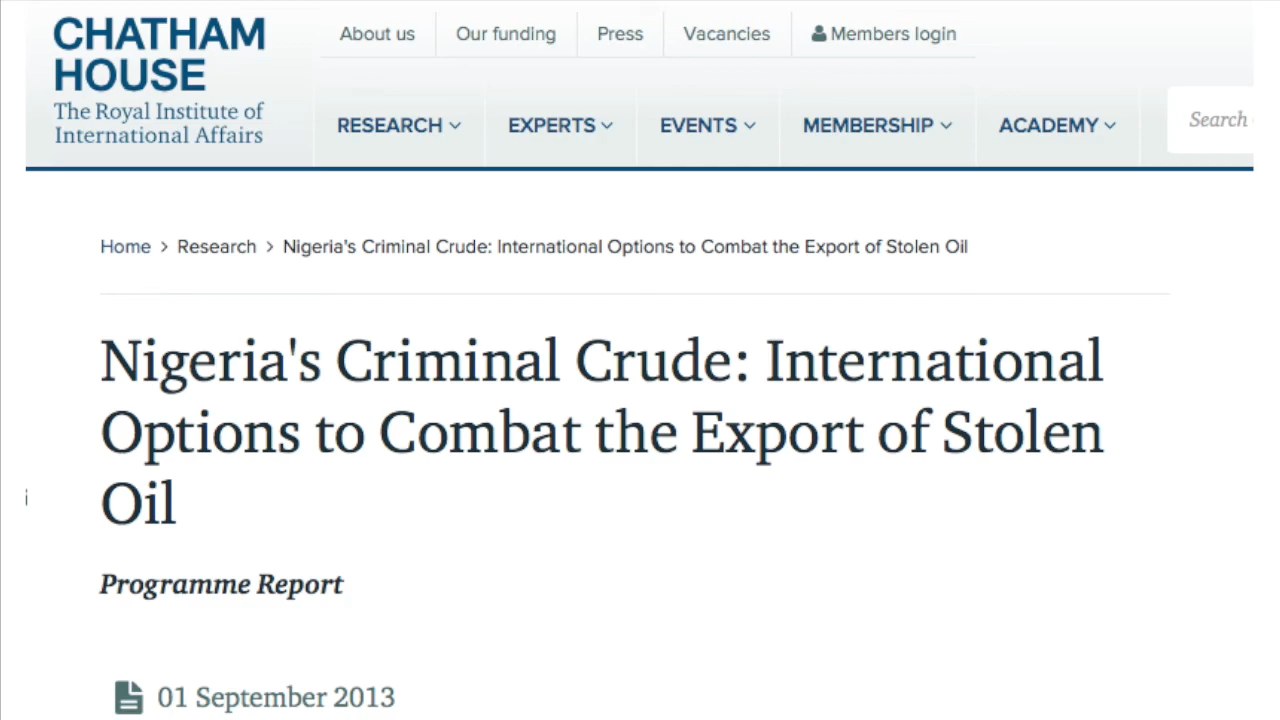 CHATHAM
HOUSE
The Royal Institute of
International Affairs
About us
Our funding
Press
Vacancies
Members login
RESEARCH
EXPERTS
EVENTS
MEMBERSHIP
ACADEMY
Search
Home > Research > Nigeria's Criminal Crude: International Options to Combat the Export of Stolen Oil
Nigeria's Criminal Crude: International
Options to Combat the Export of Stolen
Oil
Programme Report
01 September 2013